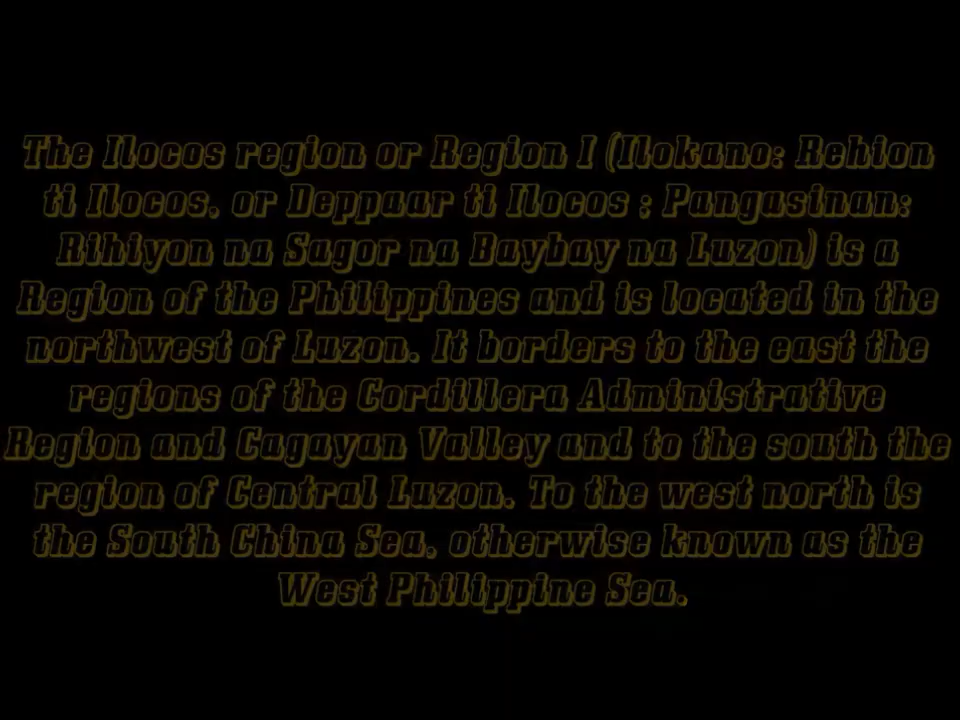 The Ilocos region or Region I (Ilokano: Rehion
ti Ilocos, or Deppaar ti Ilocos ; Pangasinan:
Rihiyon na Sagor na Baybay na Luzon) is a
Region of the Philippines and is located in the
northwest of Luzon. It borders to the east the
regions of the Cordillera Administrative
Region and Cagayan Valley and to the south the
region of Central Luzon. To the west north is
the South China Sea, otherwise known as the
West Philippine Sea.